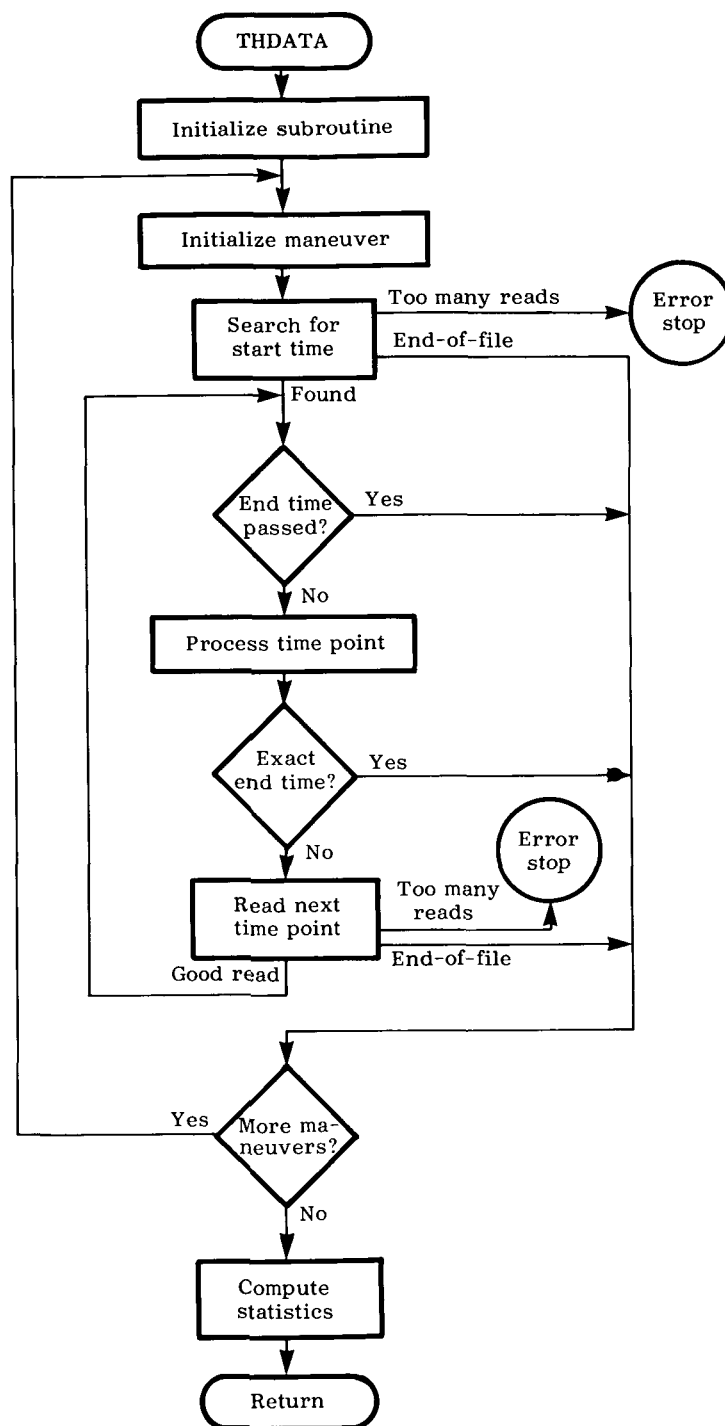 THDATA
Initialize subroutine
Initialize maneuver
Too many reads
Error
stop
Search for
start time
End-of-file
Found
End time
passed?
Yes
No
Process time point
Exact
end time?
Yes
No
Error
stop
Too many
reads
Read next
time point
End-of-file
Good read
Yes
More ma-
neuvers?
No
Compute
statistics
Return